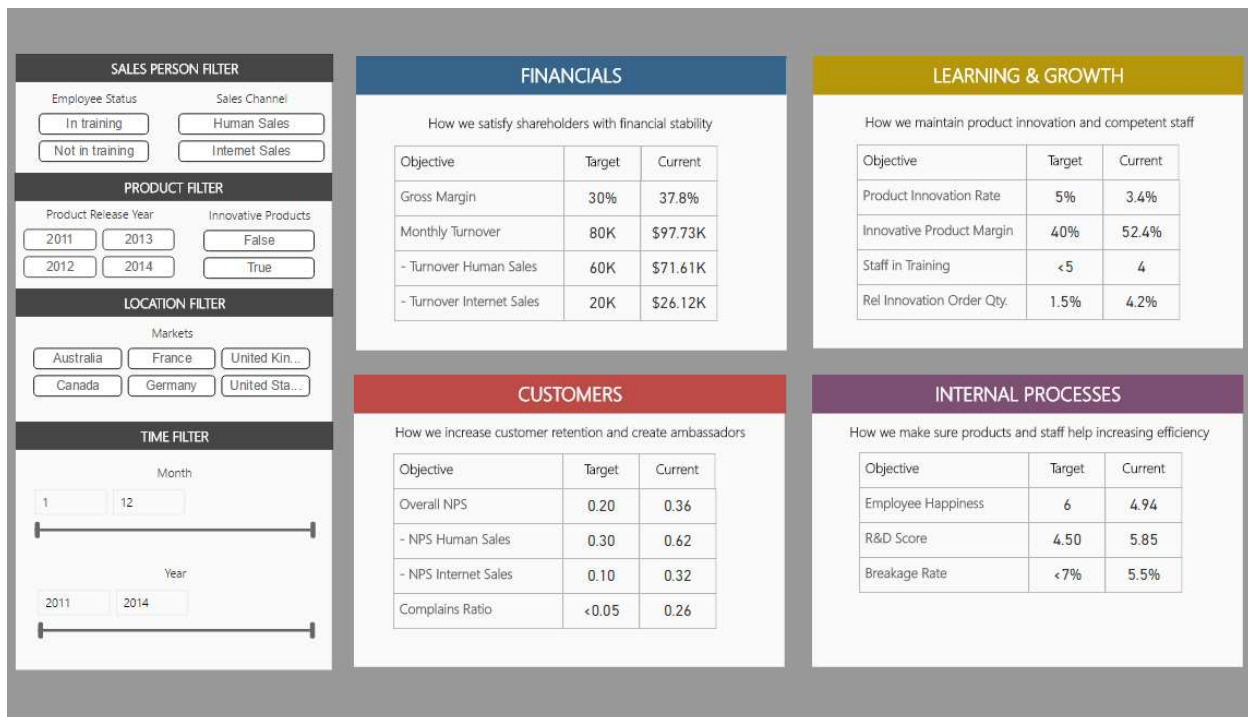 SALES PERSON FILTER
Employee Status Sales Channel
In training Human Sales
Not in training Internet Sales
PRODUCT FILTER
Product Release Year Innovative Products
2011 2013 False
2012 2014 True
LOCATION FILTER
Markets
Australia France United Kin...
Canada Germany United Sta...
TIME FILTER
Month
1 12
Year
2011 2014
FINANCIALS
How we satisfy shareholders with financial stability
Objective Target Current
Gross Margin 30% 37.8%
Monthly Turnover 80K $97.73K
- Turnover Human Sales 60K $71.61K
- Turnover Internet Sales 20K $26.12K
LEARNING & GROWTH
How we maintain product innovation and competent staff
Objective Target Current
Product Innovation Rate 5% 3.4%
Innovative Product Margin 40% 52.4%
Staff in Training <5 4
Rel Innovation Order Qty. 1.5% 4.2%
CUSTOMERS
How we increase customer retention and create ambassadors
Objective Target Current
Overall NPS 0.20 0.36
- NPS Human Sales 0.30 0.62
- NPS Internet Sales 0.10 0.32
Complains Ratio <0.05 0.26
INTERNAL PROCESSES
How we make sure products and staff help increasing efficiency
Objective Target Current
Employee Happiness 6 4.94
R&D Score 4.50 5.85
Breakage Rate <7% 5.5%